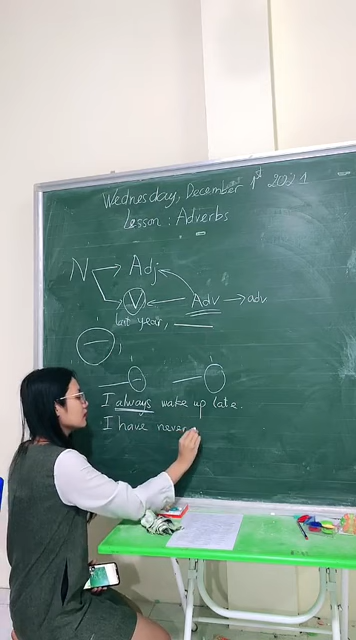 Wednesday, December 1st 2021
Lesson: Adverbs
N Adj
V Adv adv
last year,
I always wake up late.
I have never